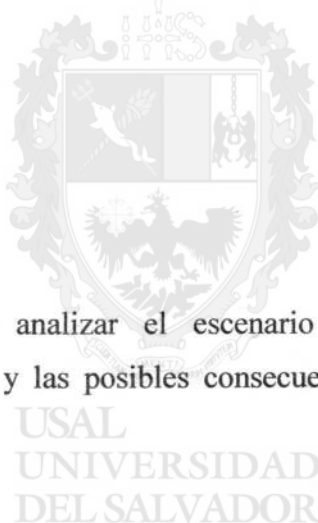 analizar el escenario
y las posibles consecue
USAL
UNIVERSIDAD
DEL SALVADOR